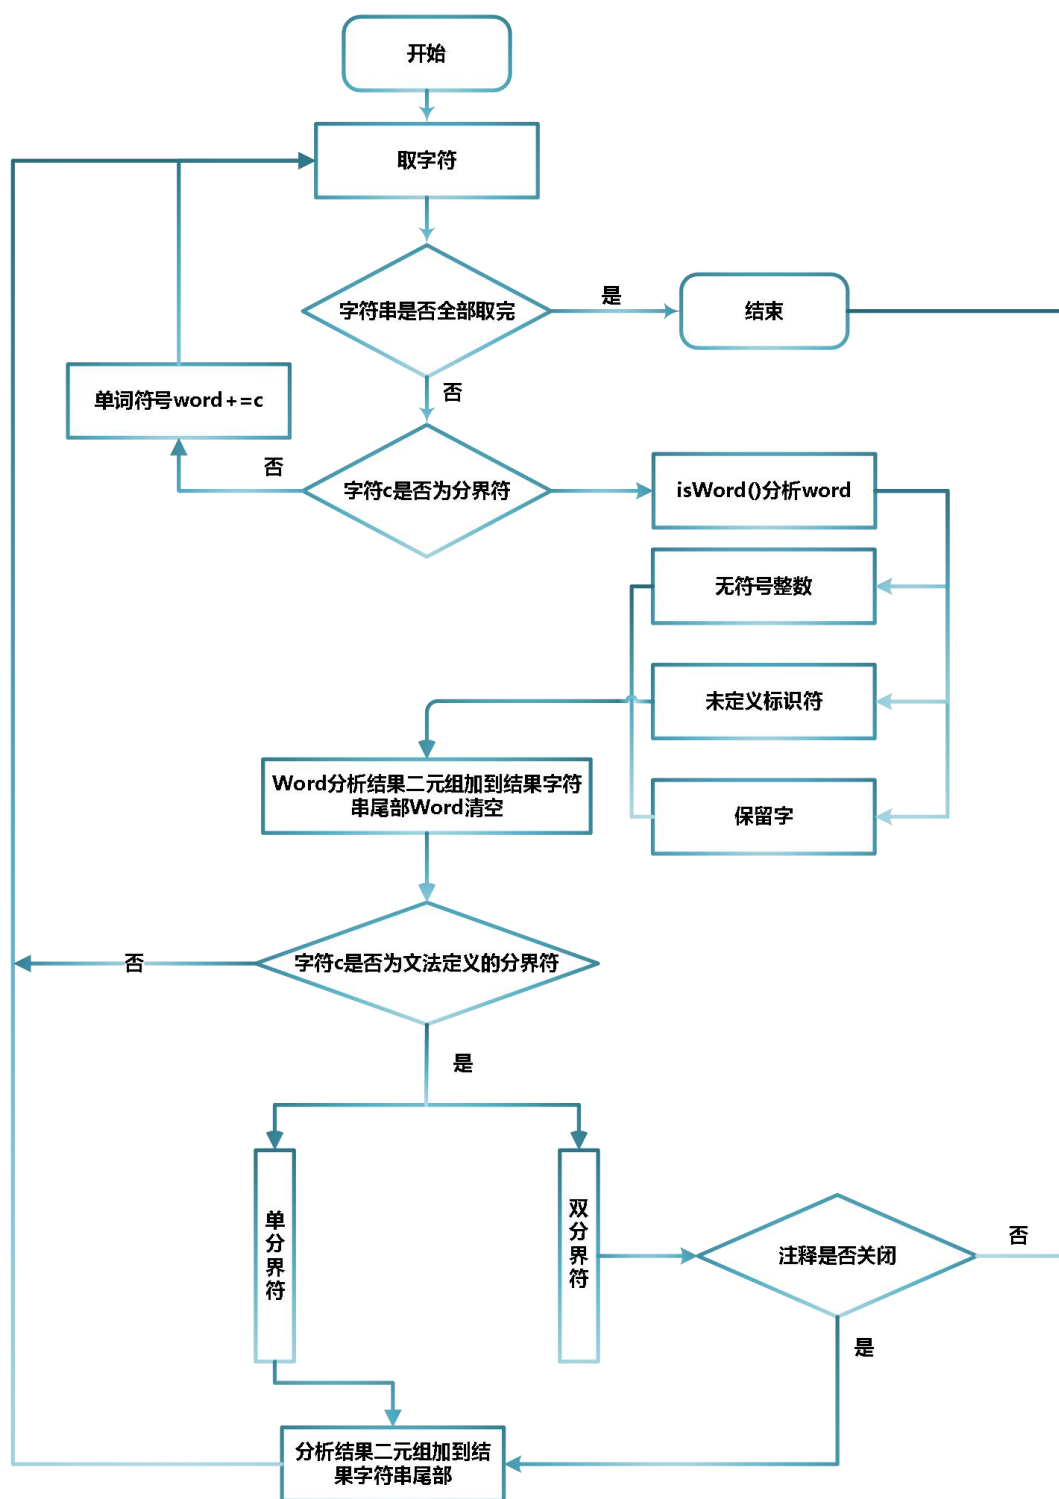 开始
取字符
字符串是否全部取完
是
结束
否
单词符号word+=c
否
字符c是否为分界符
isWord()分析word
无符号整数
未定义标识符
保留字
Word分析结果二元组加到结果字符
串尾部Word清空
否
字符c是否为文法定义的分界符
是
单分界符
双分界符
注释是否关闭
否
是
分析结果二元组加到结
果字符串尾部